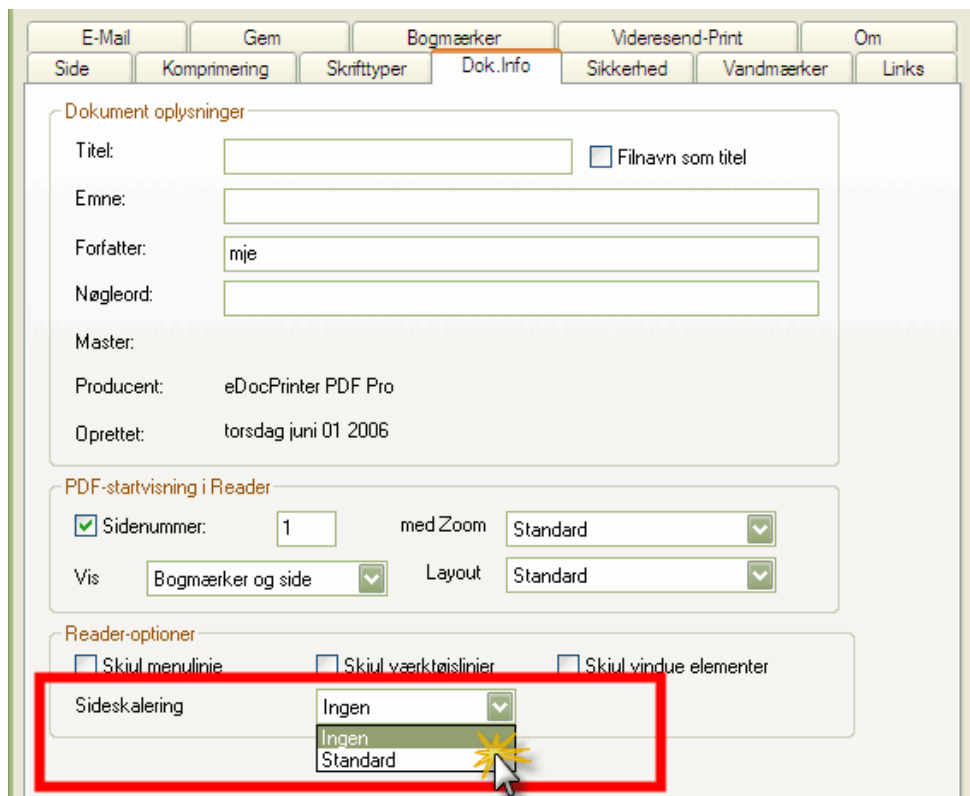 E-Mail Gem Bogmærker Videresend-Print Om
Side Komprimering Skrifttyper Dok.Info Sikkerhed Vandmærker Links
Dokument oplysninger
Titel: Filnavn som titel
Emne:
Forfatter: mje
Nøgleord:
Master:
Producent: eDocPrinter PDF Pro
Oprettet: torsdag juni 01 2006
PDF-startvisning i Reader
Sidenummer: 1 med Zoom Standard
Vis Bogmærker og side Layout Standard
Reader-optioner
Skjul menulinie Skjul værktøjslinier Skjul vindue elementer
Sideskalering Ingen
Ingen
Standard